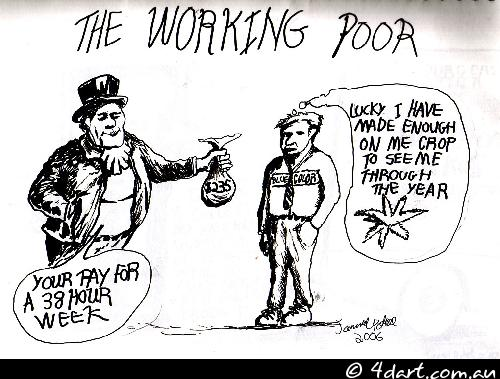 THE WORKING POOR
LUCKY I HAVE
MADE ENOUGH
ON ME CROP
TO SEE ME
THROUGH
THE YEAR
$235
BLUE COLOR
YOUR PAY FOR
A 38 HOUR
WEEK
2006
© 4dart.com.au